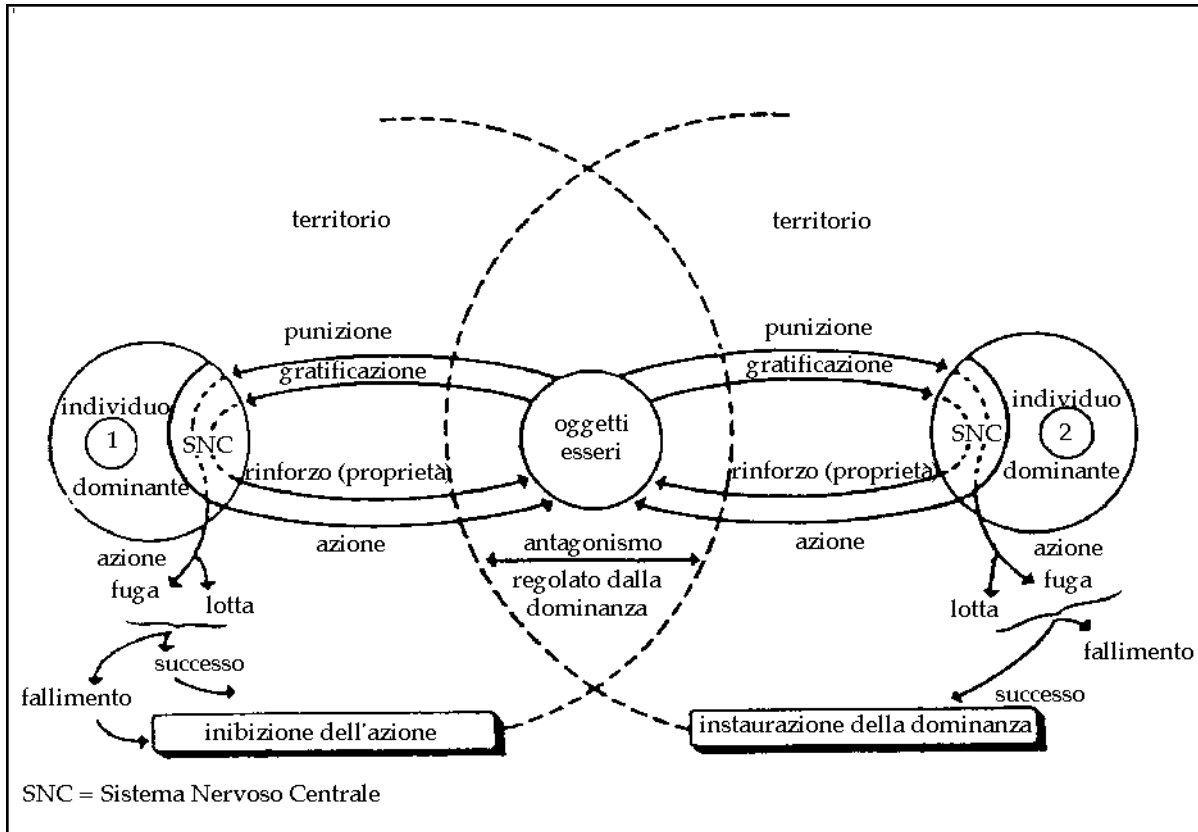 territorio
territorio
punizione
punizione
gratificazione
gratificazione
individuo
1
dominante
SNC
oggetti
esseri
SNC
individuo
2
dominante
rinforzo (proprietà)
rinforzo (proprietà)
azione
azione
antagonismo
regolato dalla
dominanza
azione
fuga
lotta
azione
fuga
lotta
successo
fallimento
fallimento
successo
inibizione dell'azione
instaurazione della dominanza
SNC = Sistema Nervoso Centrale